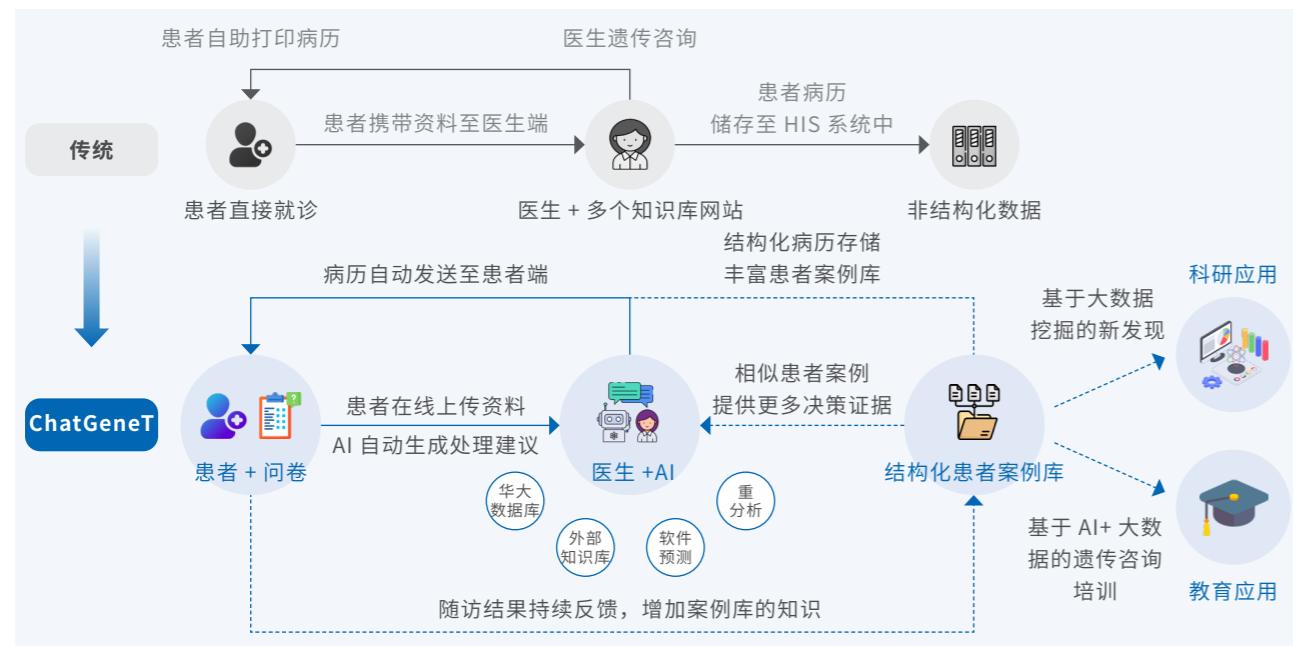 患者自助打印病历
医生遗传咨询
患者病历
储存至 HIS 系统中
患者携带资料至医生端
传统
患者直接就诊
医生 + 多个知识库网站
非结构化数据
结构化病历存储
丰富患者案例库
病历自动发送至患者端
科研应用
基于大数据
挖掘的新发现
相似患者案例
提供更多决策证据
患者在线上传资料
AI 自动生成处理建议
ChatGeneT
患者 + 问卷
医生 +AI
结构化患者案例库
华大
数据库
外部
知识库
软件
预测
重
分析
基于 AI+ 大数
据的遗传咨询
培训
教育应用
随访结果持续反馈，增加案例库的知识